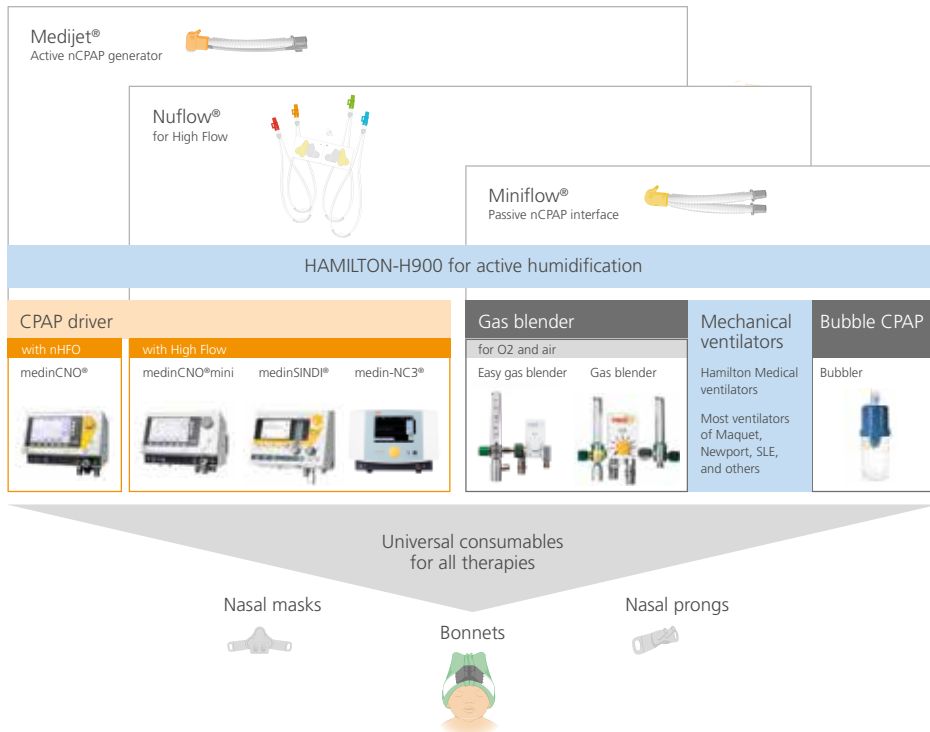 Medijet®
Active nCPAP generator
Nuflow®
for High Flow
Miniflow®
Passive nCPAP interface
HAMILTON-H900 for active humidification
CPAP driver
with nHFO
medinCNO®
with High Flow
medinCNO®mini
medinSINDI®
medin-NC3®
Gas blender
for O2 and air
Easy gas blender
Gas blender
Mechanical
ventilators
Hamilton Medical
ventilators
Most ventilators
of Maquet,
Newport, SLE,
and others
Bubble CPAP
Bubbler
Universal consumables
for all therapies
Nasal masks
Bonnets
Nasal prongs